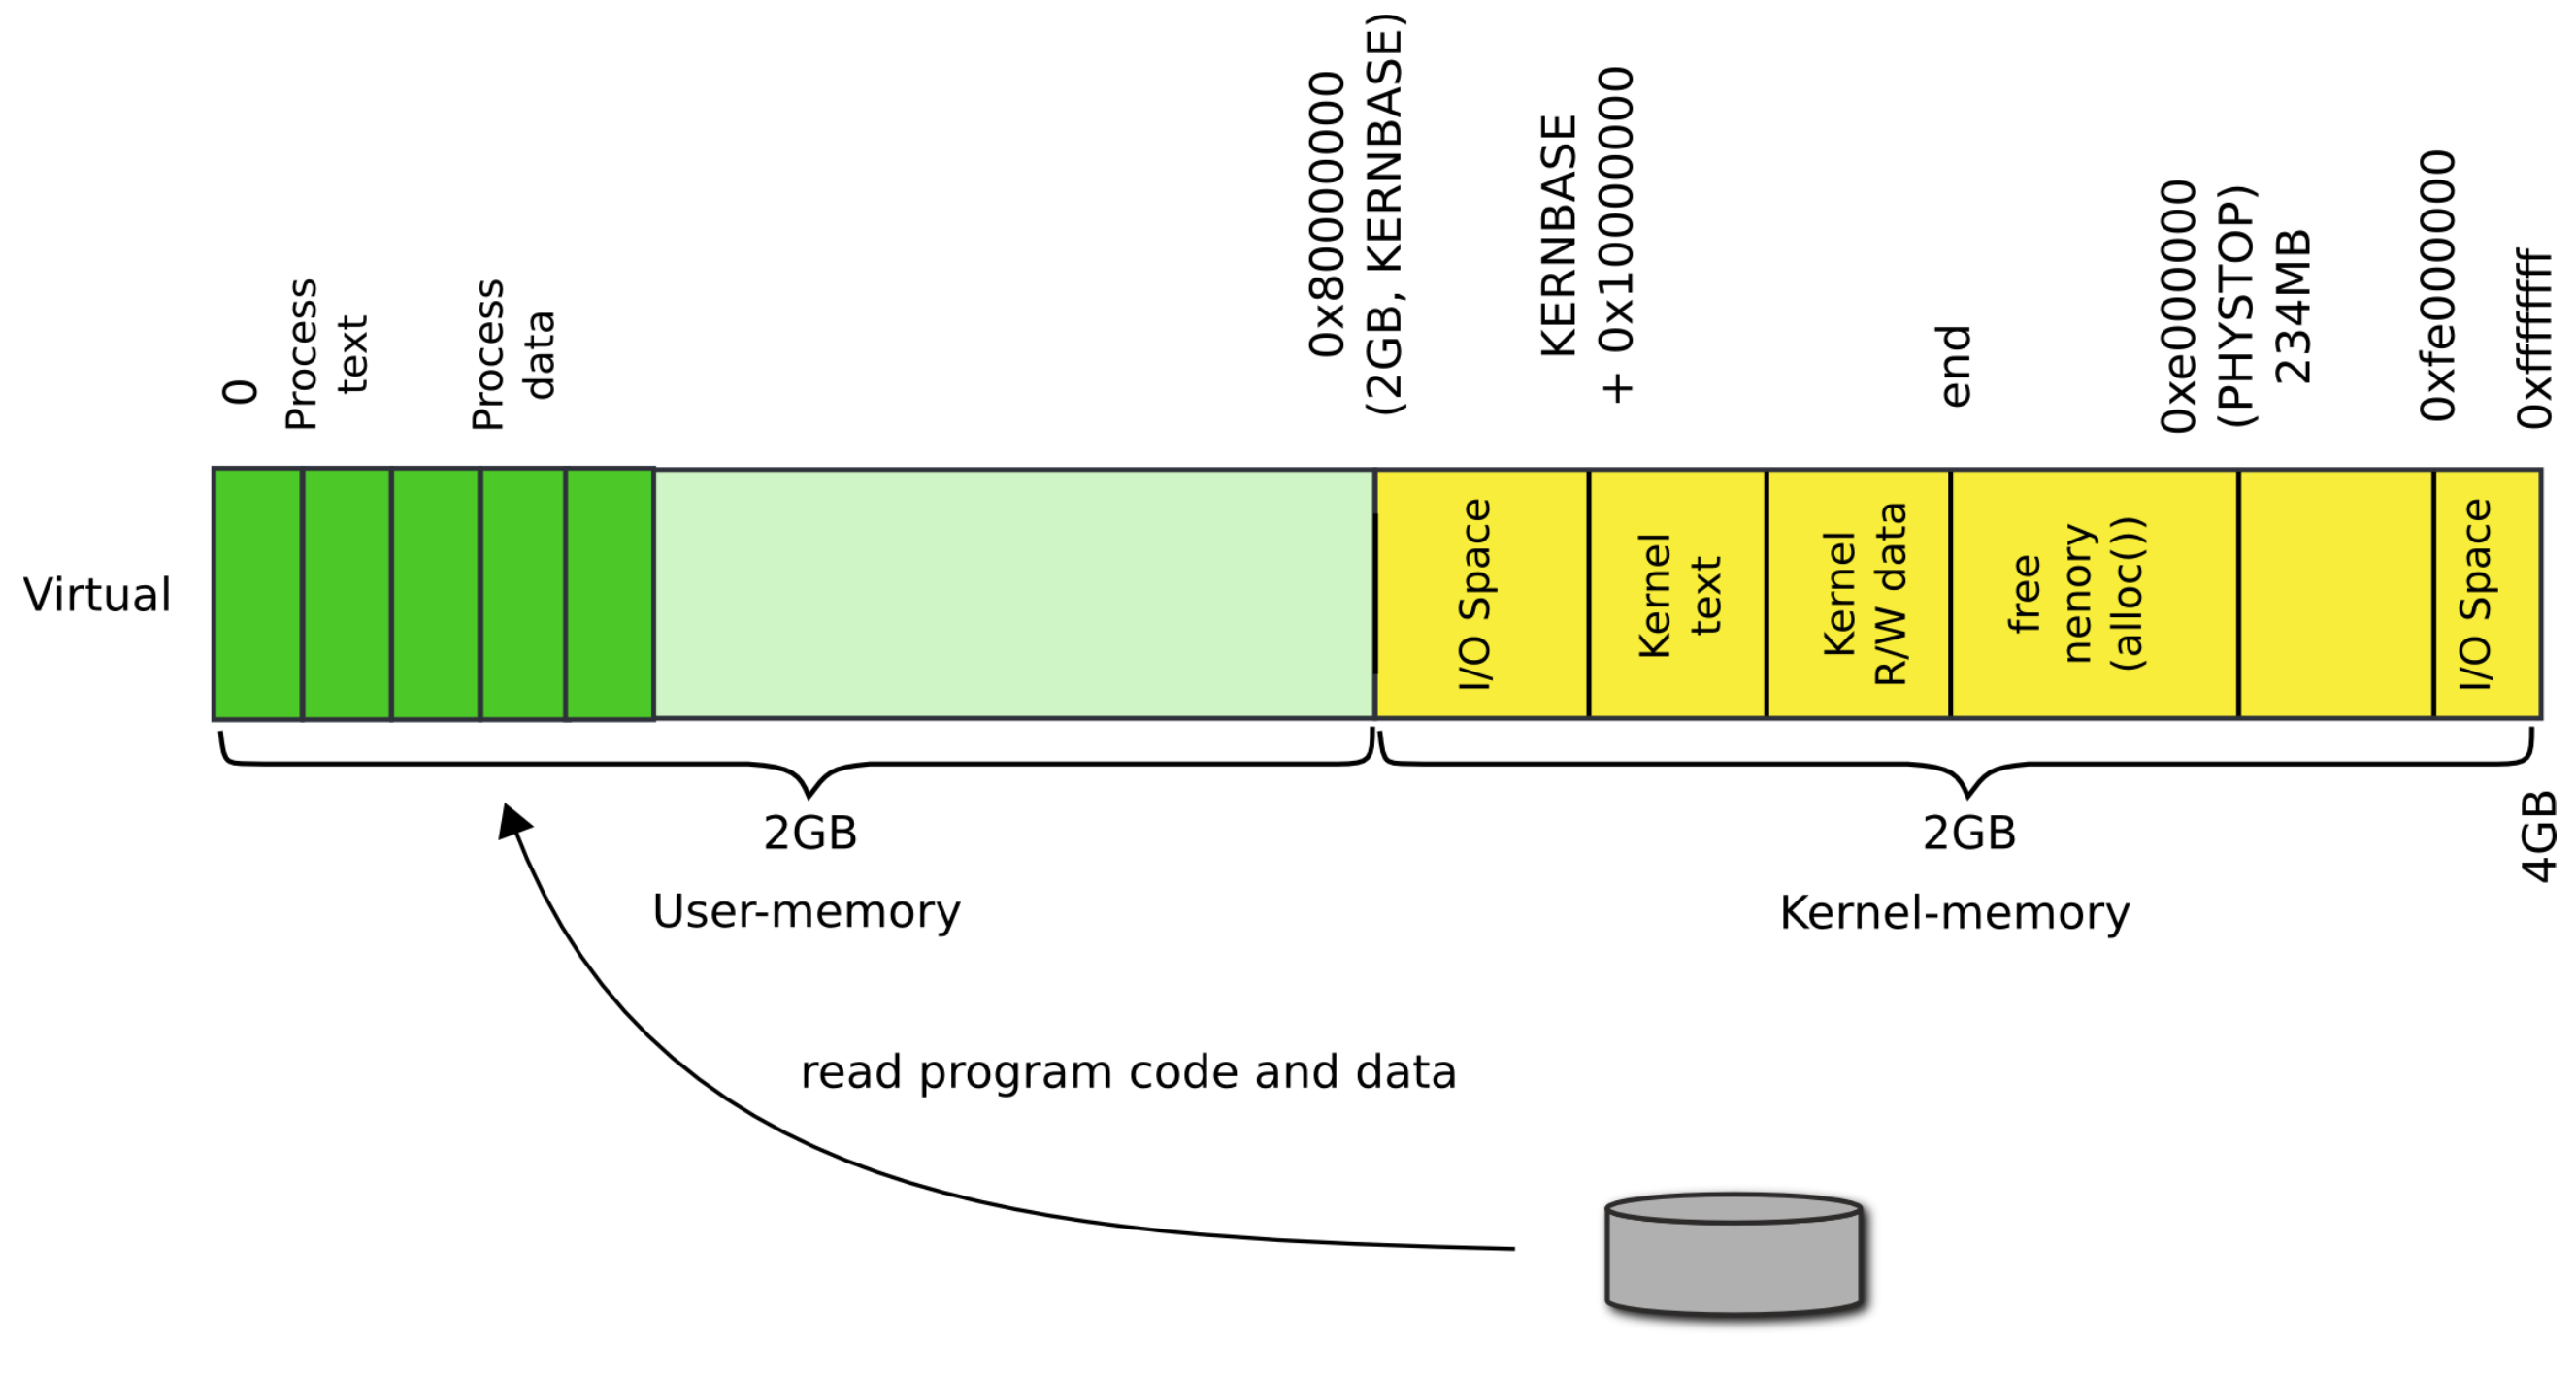 0
Process
text
Process
data
0x80000000
(2GB, KERNBASE)
KERNBASE
+ 0x10000000
end
0xe000000
(PHYSTOP)
234MB
0xfe000000
0xffffffff
Virtual
I/O Space
Kernel
text
Kernel
R/W data
free
nenory
(alloc())
I/O Space
2GB
User-memory
2GB
Kernel-memory
4GB
read program code and data